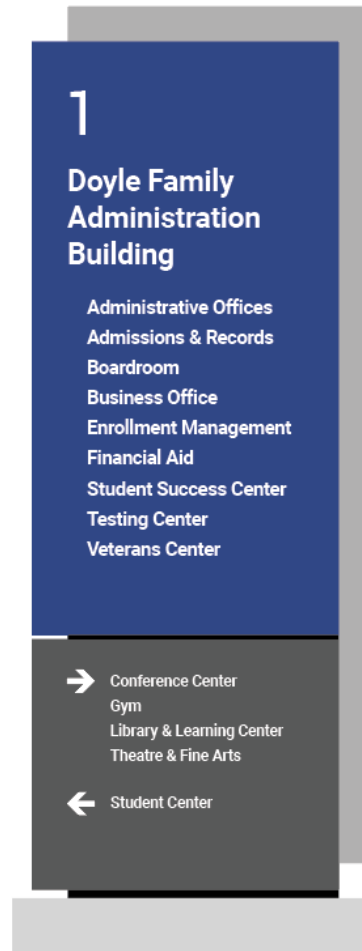 1
Doyle Family
Administration
Building
Administrative Offices
Admissions & Records
Boardroom
Business Office
Enrollment Management
Financial Aid
Student Success Center
Testing Center
Veterans Center
→ Conference Center
Gym
Library & Learning Center
Theatre & Fine Arts
← Student Center